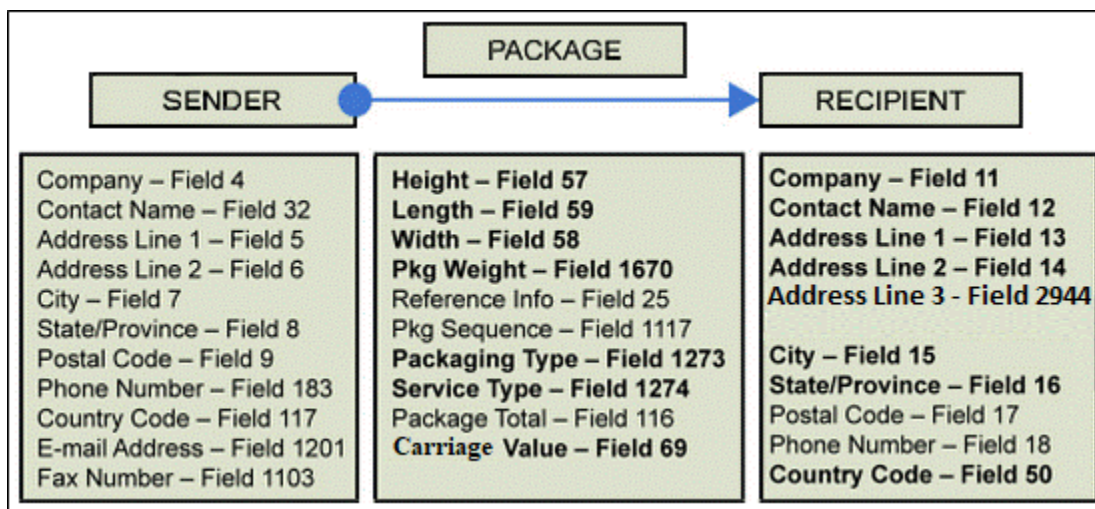 PACKAGE
SENDER
RECIPIENT
Company – Field 4
Contact Name – Field 32
Address Line 1 – Field 5
Address Line 2 – Field 6
City – Field 7
State/Province – Field 8
Postal Code – Field 9
Phone Number – Field 183
Country Code – Field 117
E-mail Address – Field 1201
Fax Number – Field 1103
Height – Field 57
Length – Field 59
Width – Field 58
Pkg Weight – Field 1670
Reference Info – Field 25
Pkg Sequence – Field 1117
Packaging Type – Field 1273
Service Type – Field 1274
Package Total – Field 116
Carriage Value – Field 69
Company – Field 11
Contact Name – Field 12
Address Line 1 – Field 13
Address Line 2 – Field 14
Address Line 3 - Field 2944
City – Field 15
State/Province – Field 16
Postal Code – Field 17
Phone Number – Field 18
Country Code – Field 50